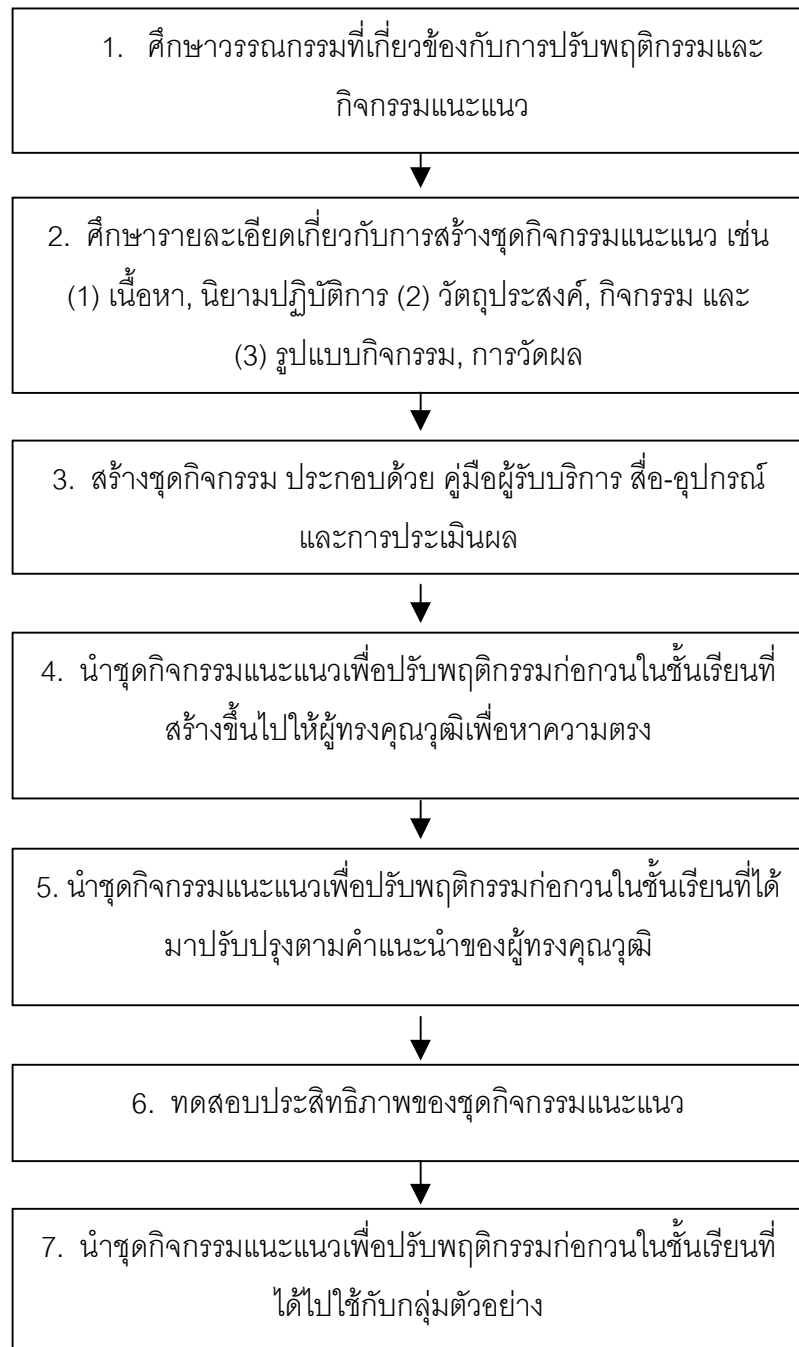 1. ศึกษาวรรณกรรมที่เกี่ยวข้องกับการปรับพฤติกรรมและ
กิจกรรมแนะแนว
2. ศึกษารายละเอียดเกี่ยวกับการสร้างชุดกิจกรรมแนะแนว เช่น
(1) เนื้อหา, นิยามปฏิบัติการ (2) วัตถุประสงค์, กิจกรรม และ
(3) รูปแบบกิจกรรม, การวัดผล
3. สร้างชุดกิจกรรม ประกอบด้วย คู่มือผู้รับบริการ สื่อ-อุปกรณ์
และการประเมินผล
4. นำชุดกิจกรรมแนะแนวเพื่อปรับพฤติกรรมก่อกวนในชั้นเรียนที่
สร้างขึ้นไปให้ผู้ทรงคุณวุฒิเพื่อหาความตรง
5. นำชุดกิจกรรมแนะแนวเพื่อปรับพฤติกรรมก่อกวนในชั้นเรียนที่ได้
มาปรับปรุงตามคำแนะนำของผู้ทรงคุณวุฒิ
6. ทดสอบประสิทธิภาพของชุดกิจกรรมแนะแนว
7. นำชุดกิจกรรมแนะแนวเพื่อปรับพฤติกรรมก่อกวนในชั้นเรียนที่
ได้ไปใช้กับกลุ่มตัวอย่าง